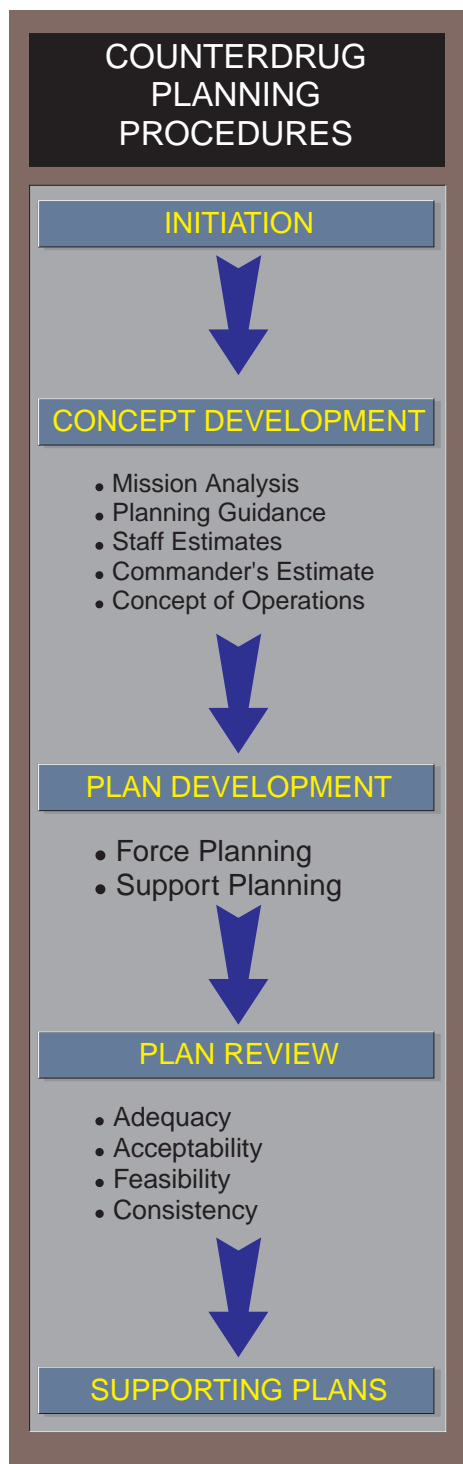 COUNTERDRUG
PLANNING
PROCEDURES
INITIATION
CONCEPT DEVELOPMENT
• Mission Analysis
• Planning Guidance
• Staff Estimates
• Commander's Estimate
• Concept of Operations
PLAN DEVELOPMENT
• Force Planning
• Support Planning
PLAN REVIEW
• Adequacy
• Acceptability
• Feasibility
• Consistency
SUPPORTING PLANS